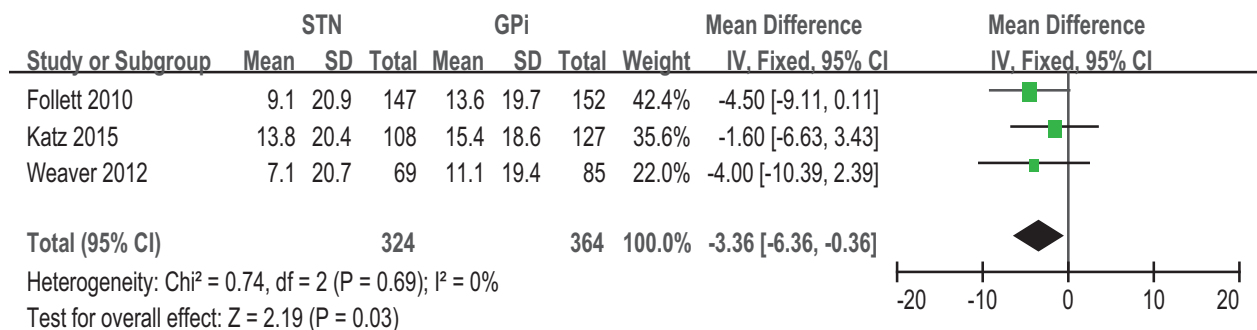 STN GPi Mean Difference Mean Difference
Study or Subgroup Mean SD Total Mean SD Total Weight IV, Fixed, 95% CI IV, Fixed, 95% CI
Follett 2010 9.1 20.9 147 13.6 19.7 152 42.4% -4.50 [-9.11, 0.11]
Katz 2015 13.8 20.4 108 15.4 18.6 127 35.6% -1.60 [-6.63, 3.43]
Weaver 2012 7.1 20.7 69 11.1 19.4 85 22.0% -4.00 [-10.39, 2.39]
Total (95% CI) 324 364 100.0% -3.36 [-6.36, -0.36]
Heterogeneity: Chi² = 0.74, df = 2 (P = 0.69); I² = 0%
Test for overall effect: Z = 2.19 (P = 0.03)
-20 -10 0 10 20